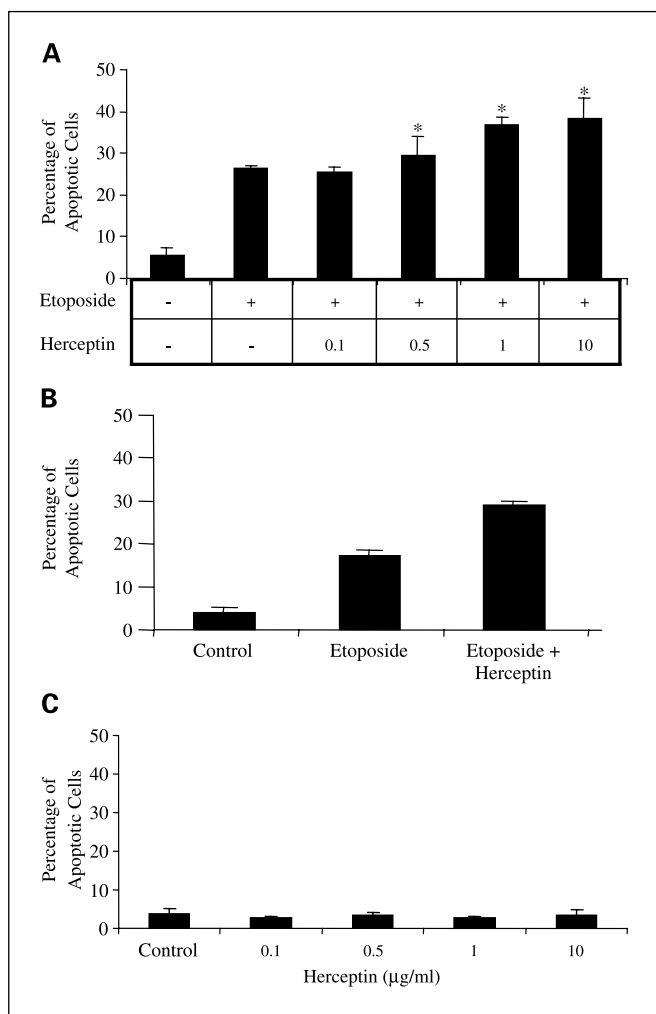 A
Percentage of
Apoptotic Cells
50
40
30
20
10
0
* * *
Etoposide - + + + + +
Herceptin - - 0.1 0.5 1 10
B
Percentage of
Apoptotic Cells
50
40
30
20
10
0
Control Etoposide Etoposide +
Herceptin
C
Percentage of
Apoptotic Cells
50
40
30
20
10
0
Control 0.1 0.5 1 10
Herceptin (μg/ml)